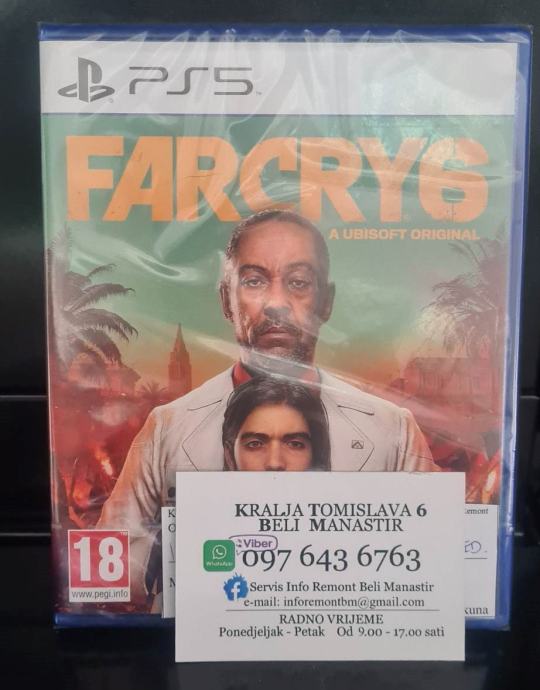 PS5
FARCRY6
A UBISOFT ORIGINAL
KRALJA TOMISLAVA 6
BELI MANASTIR
Viber
WhatsApp
097 643 6763
Servis Info Remont Beli Manastir
e-mail: inforemontbm@gmail.com
RADNO VRIJEME
Ponedjeljak - Petak Od 9.00 - 17.00 sati
18
www.pegi.info